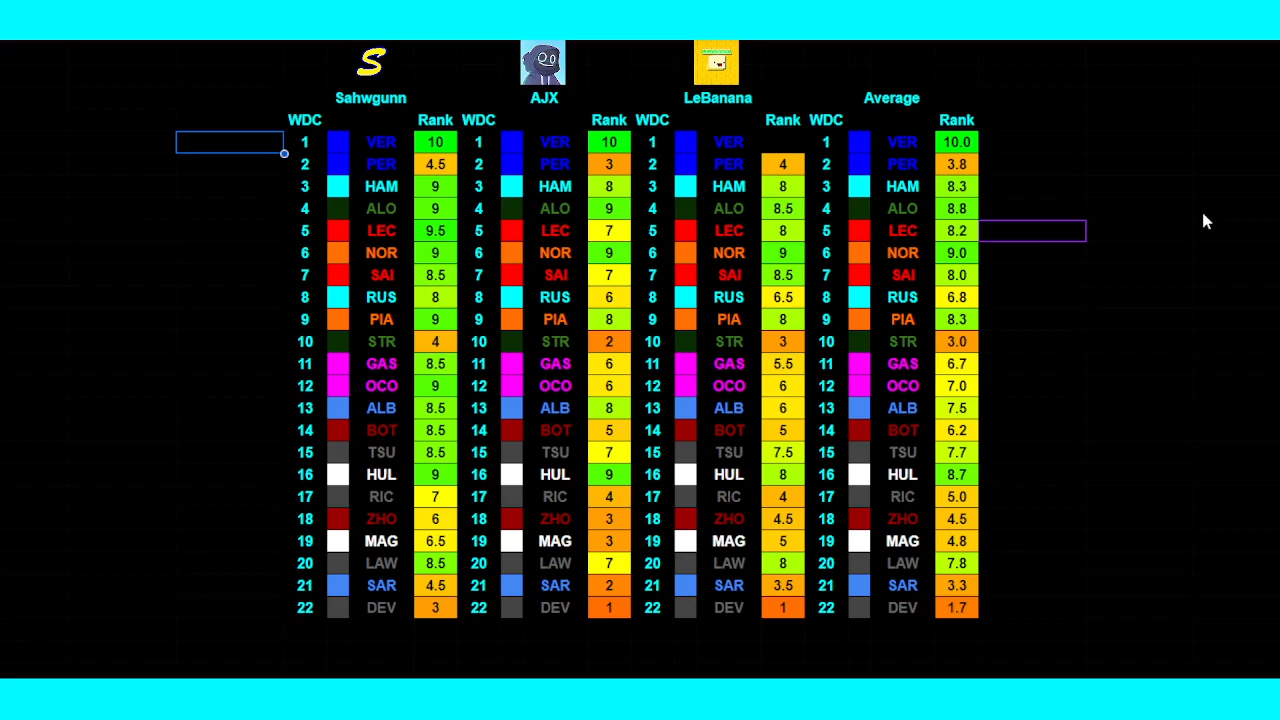 S
Sahwgunn AJX LeBanana Average
WDC Rank WDC Rank WDC Rank WDC Rank
1 VER 10 1 VER 10 1 VER 1 VER 10.0
2 PER 4.5 2 PER 3 2 PER 4 2 PER 3.8
3 HAM 9 3 HAM 8 3 HAM 8 3 HAM 8.3
4 ALO 9 4 ALO 9 4 ALO 8.5 4 ALO 8.8
5 LEC 9.5 5 LEC 7 5 LEC 8 5 LEC 8.2
6 NOR 9 6 NOR 9 6 NOR 9 6 NOR 9.0
7 SAI 8.5 7 SAI 7 7 SAI 8.5 7 SAI 8.0
8 RUS 8 8 RUS 6 8 RUS 6.5 8 RUS 6.8
9 PIA 9 9 PIA 8 9 PIA 8 9 PIA 8.3
10 STR 4 10 STR 2 10 STR 3 10 STR 3.0
11 GAS 8.5 11 GAS 6 11 GAS 5.5 11 GAS 6.7
12 OCO 9 12 OCO 6 12 OCO 6 12 OCO 7.0
13 ALB 8.5 13 ALB 8 13 ALB 6 13 ALB 7.5
14 BOT 8.5 14 BOT 5 14 BOT 5 14 BOT 6.2
15 TSU 8.5 15 TSU 7 15 TSU 7.5 15 TSU 7.7
16 HUL 9 16 HUL 9 16 HUL 8 16 HUL 8.7
17 RIC 7 17 RIC 4 17 RIC 4 17 RIC 5.0
18 ZHO 6 18 ZHO 3 18 ZHO 4.5 18 ZHO 4.5
19 MAG 6.5 19 MAG 3 19 MAG 5 19 MAG 4.8
20 LAW 8.5 20 LAW 7 20 LAW 8 20 LAW 7.8
21 SAR 4.5 21 SAR 2 21 SAR 3.5 21 SAR 3.3
22 DEV 3 22 DEV 1 22 DEV 1 22 DEV 1.7